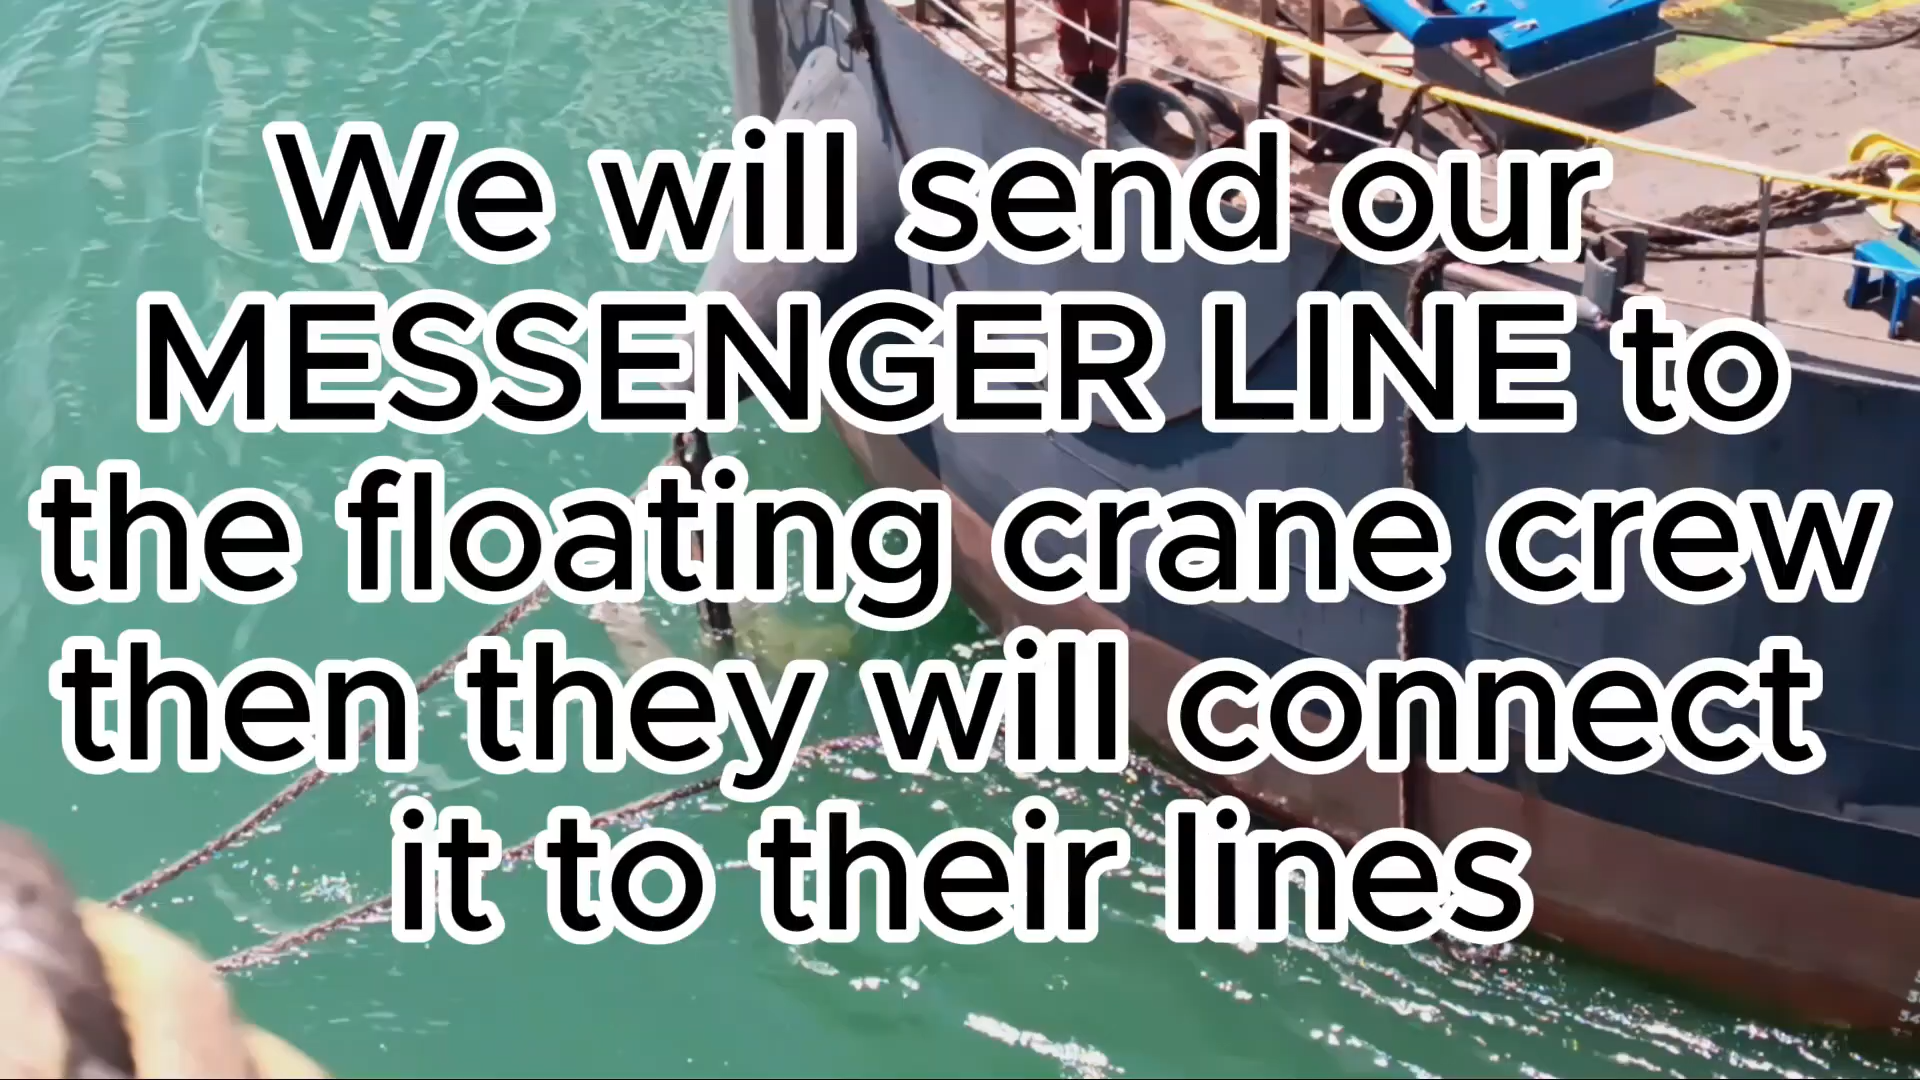 We will send our
MESSENGER LINE to
the floating crane crew
then they will connect
it to their lines